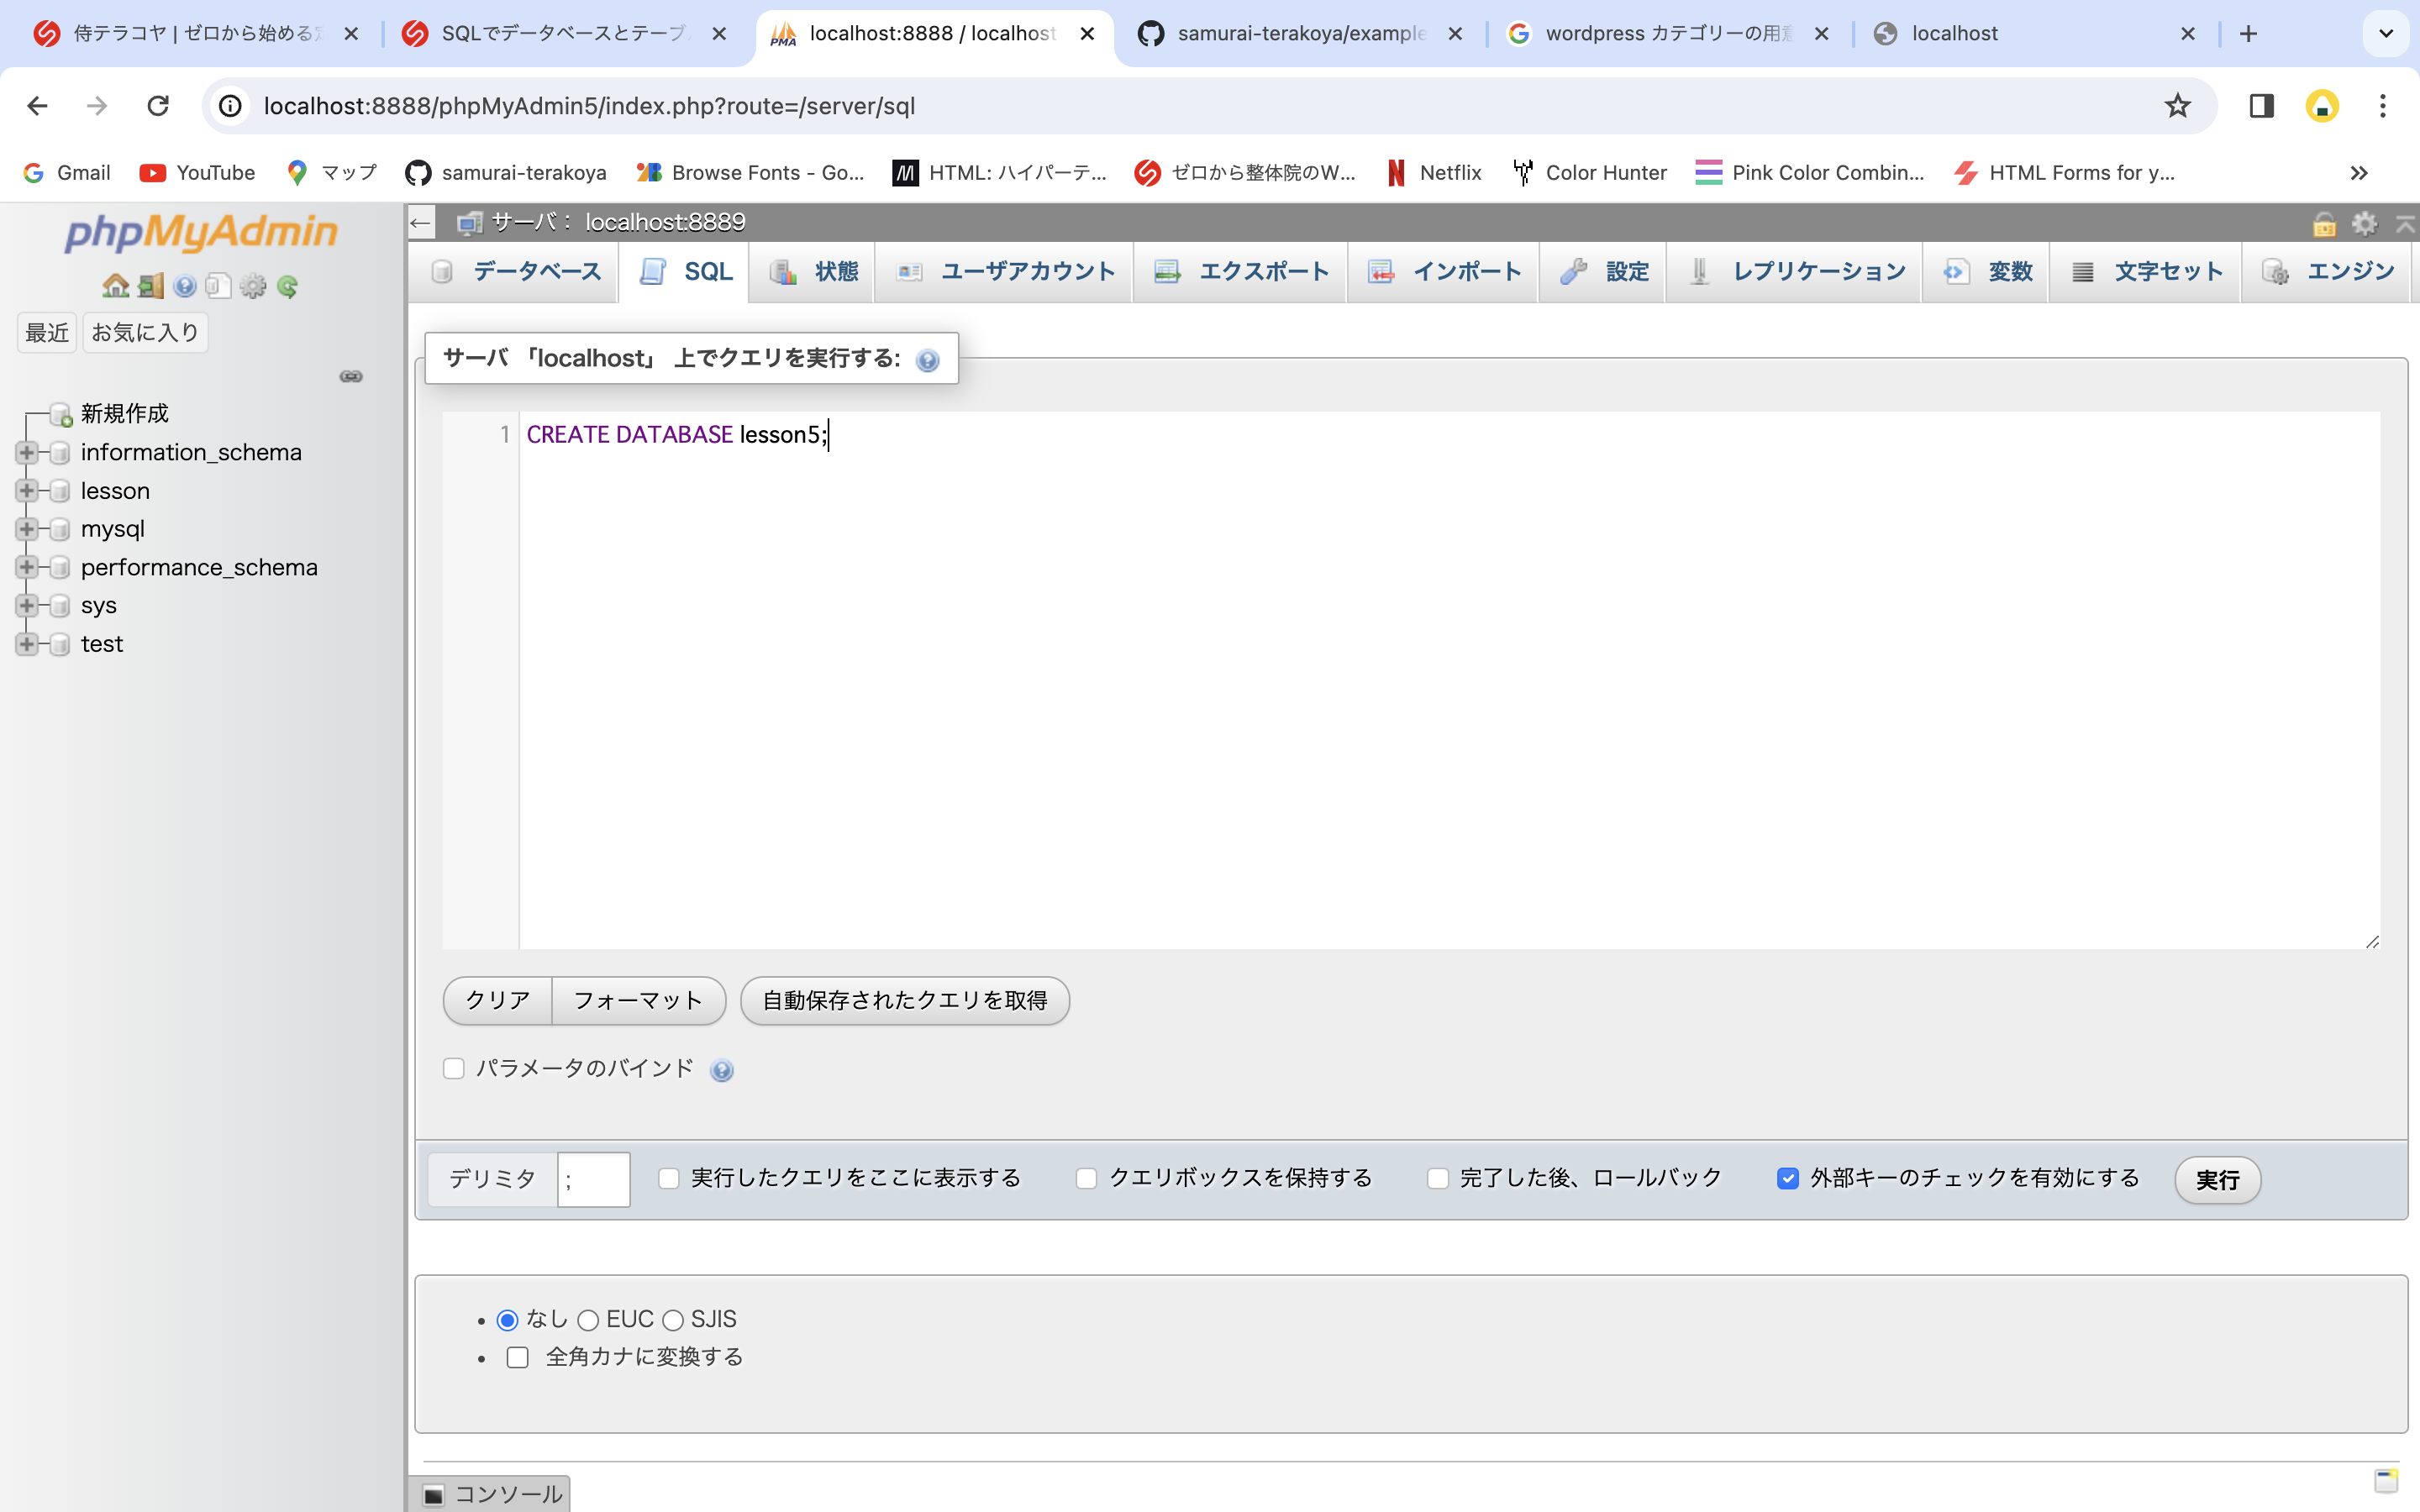 侍テラコヤ | ゼロから始める
SQLでデータベースとテーブ
localhost:8888 / localhost
samurai-terakoya/example
wordpress カテゴリーの用意
localhost
localhost:8888/phpMyAdmin5/index.php?route=/server/sql
Gmail
YouTube
マップ
samurai-terakoya
Browse Fonts - Go...
HTML: ハイパーテ...
ゼロから整体院のW...
Netflix
Color Hunter
Pink Color Combin...
HTML Forms for y...
phpMyAdmin
最近
お気に入り
新規作成
information_schema
lesson
mysql
performance_schema
sys
test
サーバ： localhost:8889
データベース
SQL
状態
ユーザアカウント
エクスポート
インポート
設定
レプリケーション
変数
文字セット
エンジン
サーバ 「localhost」 上でクエリを実行する:
1 CREATE DATABASE lesson5;
クリア
フォーマット
自動保存されたクエリを取得
パラメータのバインド
デリミタ ;
実行したクエリをここに表示する
クエリボックスを保持する
完了した後、ロールバック
外部キーのチェックを有効にする
実行
なし EUC SJIS
全角カナに変換する
コンソール